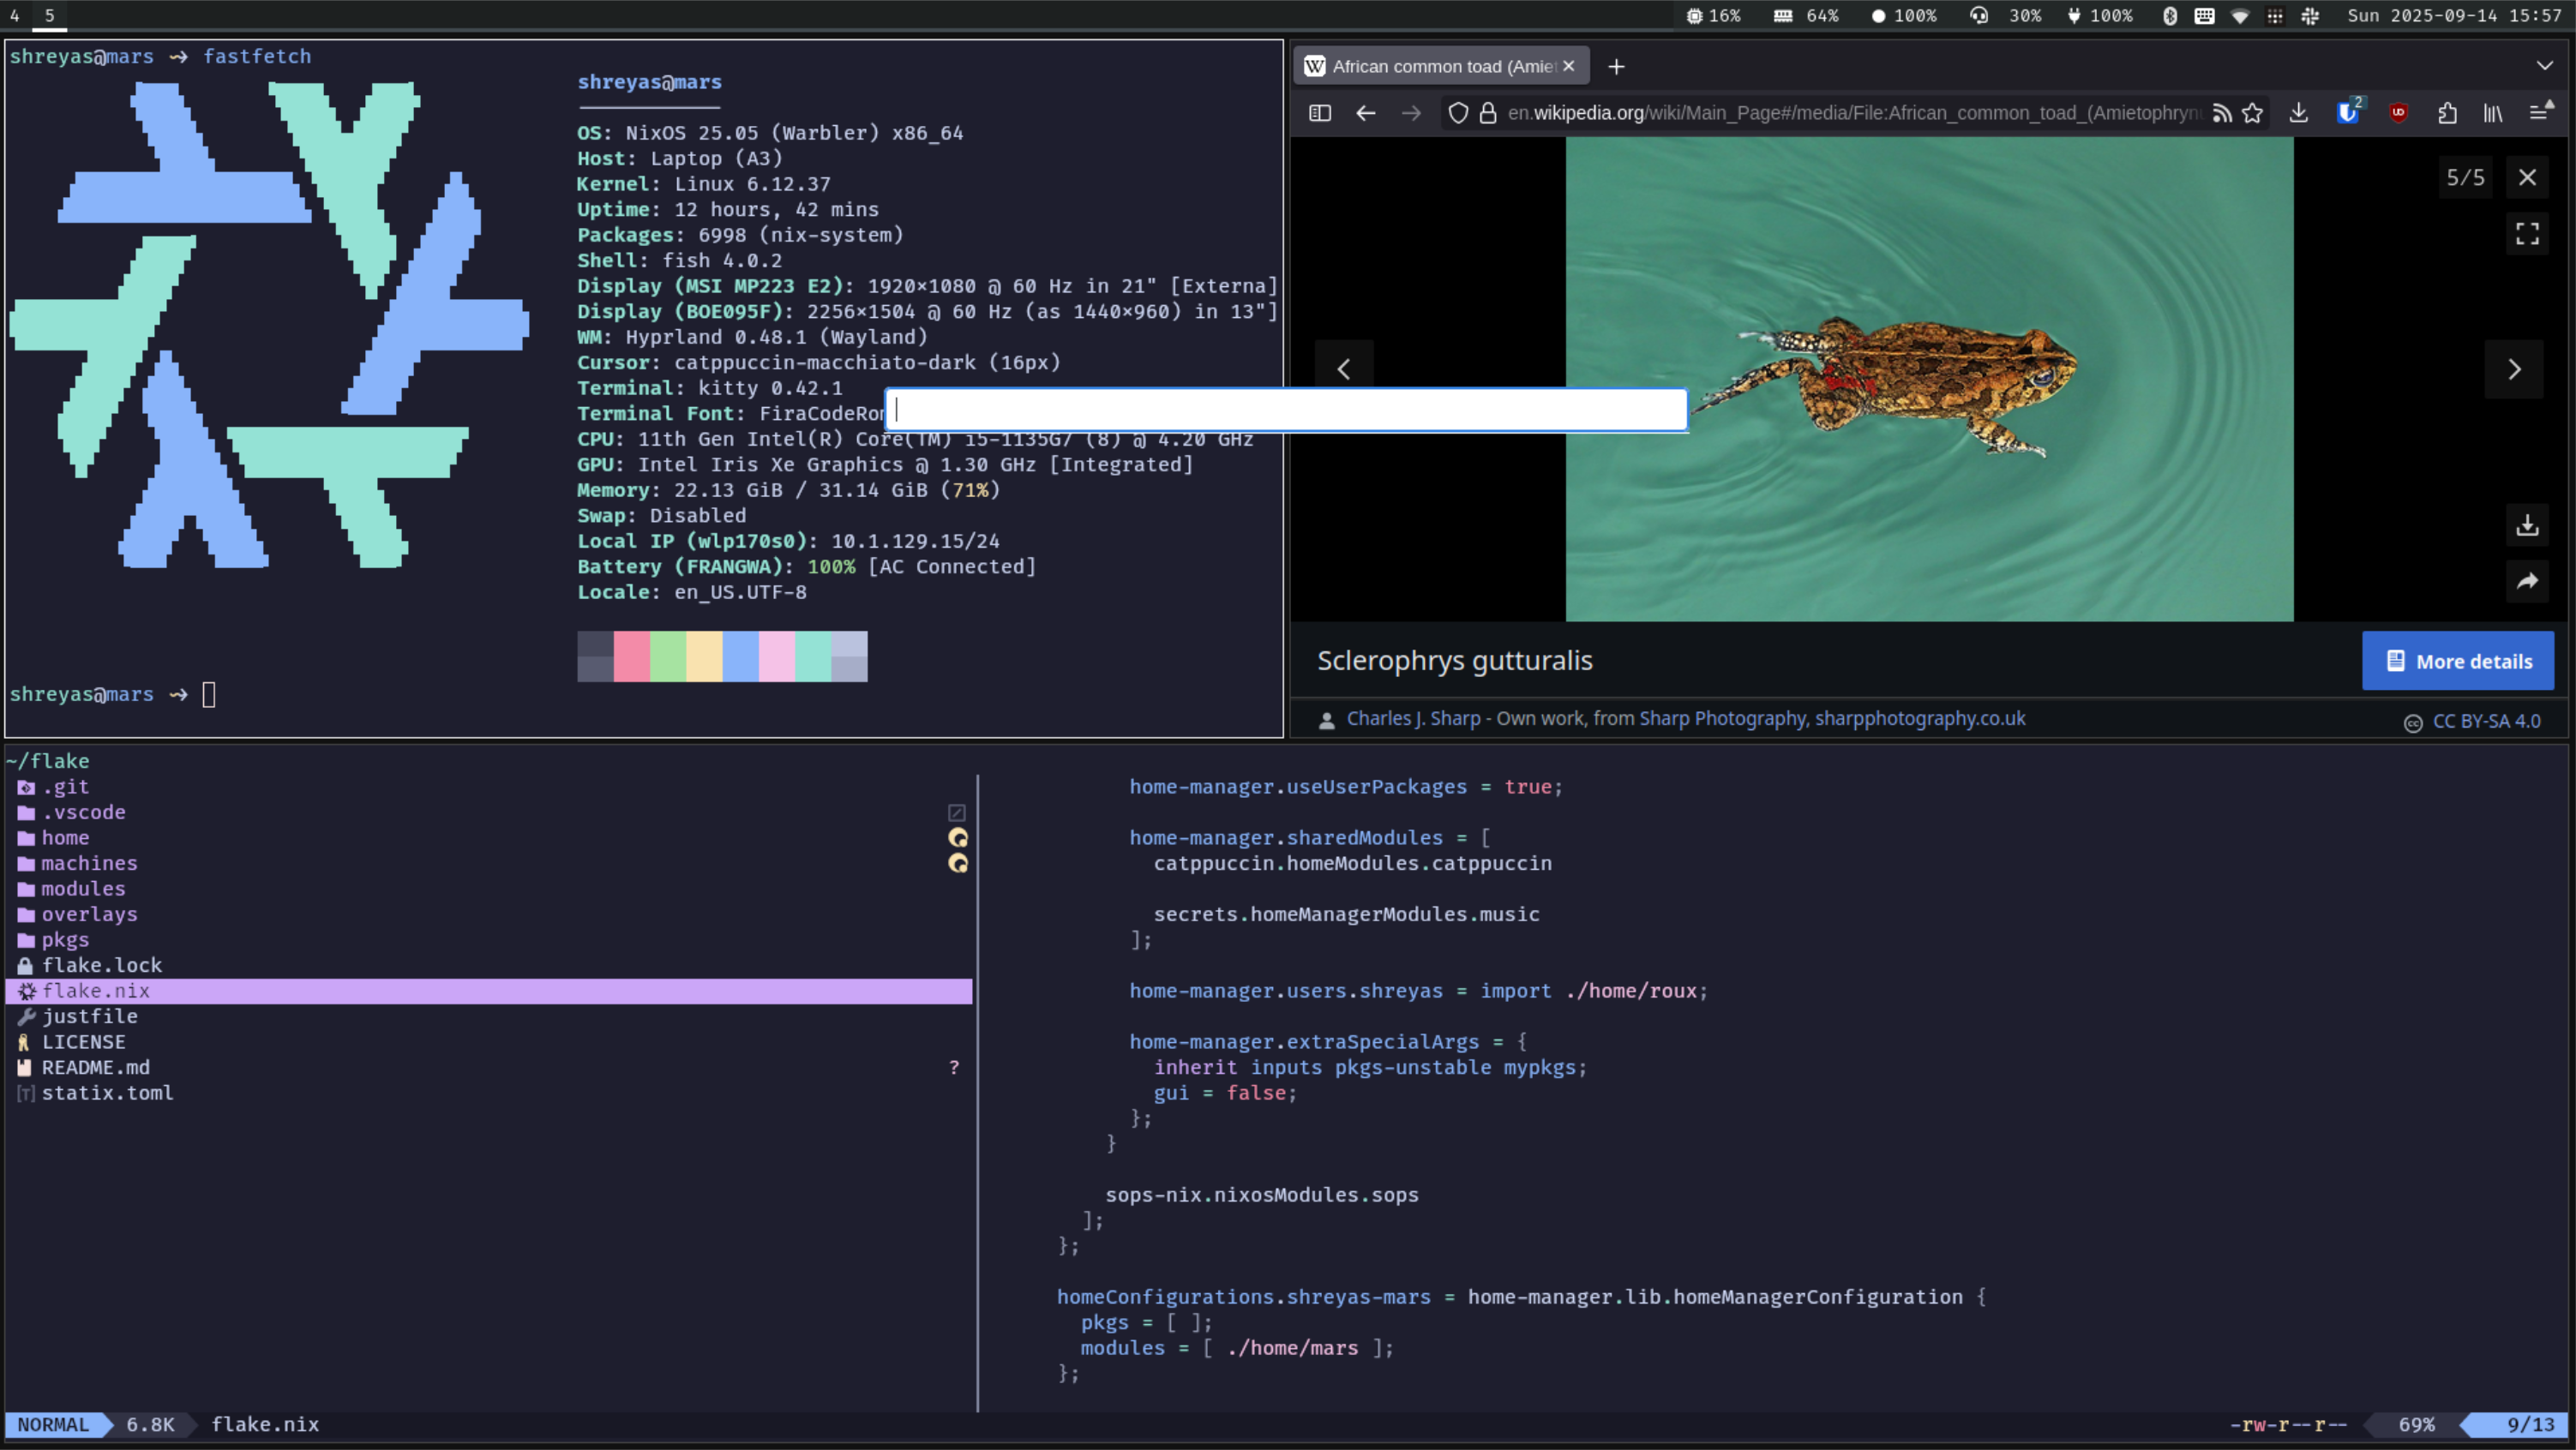 4 5 16% 64% 100% 30% 100% Sun 2025-09-14 15:57
shreyas@mars ⤳ fastfetch
shreyas@mars
OS: NixOS 25.05 (Warbler) x86_64
Host: Laptop (A3)
Kernel: Linux 6.12.37
Uptime: 12 hours, 42 mins
Packages: 6998 (nix-system)
Shell: fish 4.0.2
Display (MSI MP223 E2): 1920×1080 @ 60 Hz in 21" [Externa]
Display (BOE095F): 2256×1504 @ 60 Hz (as 1440×960) in 13"]
WM: Hyprland 0.48.1 (Wayland)
Cursor: catppuccin-macchiato-dark (16px)
Terminal: kitty 0.42.1
Terminal Font: FiraCodeRo
CPU: 11th Gen Intel(R) Core(TM) i5-1135G7 (8) @ 4.20 GHz
GPU: Intel Iris Xe Graphics @ 1.30 GHz [Integrated]
Memory: 22.13 GiB / 31.14 GiB (71%)
Swap: Disabled
Local IP (wlp170s0): 10.1.129.15/24
Battery (FRANGWA): 100% [AC Connected]
Locale: en_US.UTF-8
shreyas@mars ⤳
W African common toad (Amie
en.wikipedia.org/wiki/Main_Page#/media/File:African_common_toad_(Amietophryn
2
UD
5/5
Sclerophrys gutturalis
More details
Charles J. Sharp - Own work, from Sharp Photography, sharpphotography.co.uk
cc CC BY-SA 4.0
~/flake
.git
.vscode
home
machines
modules
overlays
pkgs
flake.lock
flake.nix
justfile
LICENSE
README.md ?
[T] statix.toml
home-manager.useUserPackages = true;
home-manager.sharedModules = [
catppuccin.homeModules.catppuccin
secrets.homeManagerModules.music
];
home-manager.users.shreyas = import ./home/roux;
home-manager.extraSpecialArgs = {
inherit inputs pkgs-unstable mypkgs;
gui = false;
};
}
sops-nix.nixosModules.sops
];
};
homeConfigurations.shreyas-mars = home-manager.lib.homeManagerConfiguration {
pkgs = [ ];
modules = [ ./home/mars ];
};
NORMAL 6.8K flake.nix -rw-r--r-- 69% 9/13